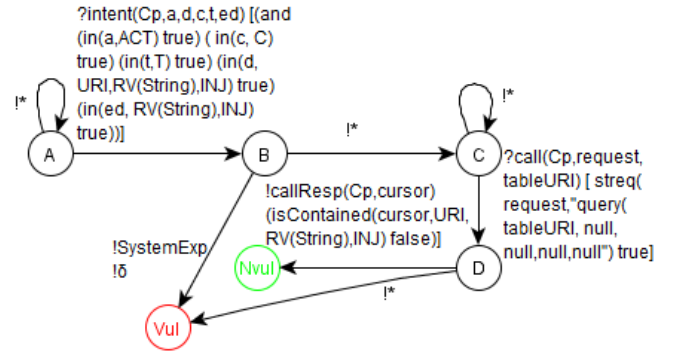 ?intent(Cp,a,d,c,t,ed) [(and
(in(a,ACT) true) ( in(c, C)
true) (in(t,T) true) (in(d,
URI,RV(String),INJ) true)
(in(ed, RV(String),INJ)
true))]
!*
!*
!*
A
B
C
?call(Cp,request,
tableURI) [ streq(
request,"query(
tableURI, null,
null,null,null") true]
!callResp(Cp,cursor)
(isContained(cursor,URI,
RV(String),INJ) false)]
!SystemExp
!δ
Nvul
D
!*
Vul